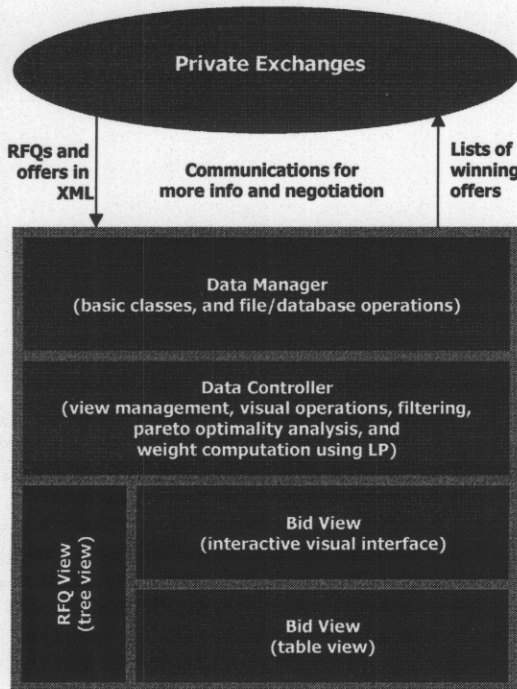 Private Exchanges
RFQs and
offers in
XML
Communications for
more info and negotiation
Lists of
winning
offers
Data Manager
(basic classes, and file/database operations)
Data Controller
(view management, visual operations, filtering,
pareto optimality analysis, and
weight computation using LP)
RFQ View
(tree view)
Bid View
(interactive visual interface)
Bid View
(table view)